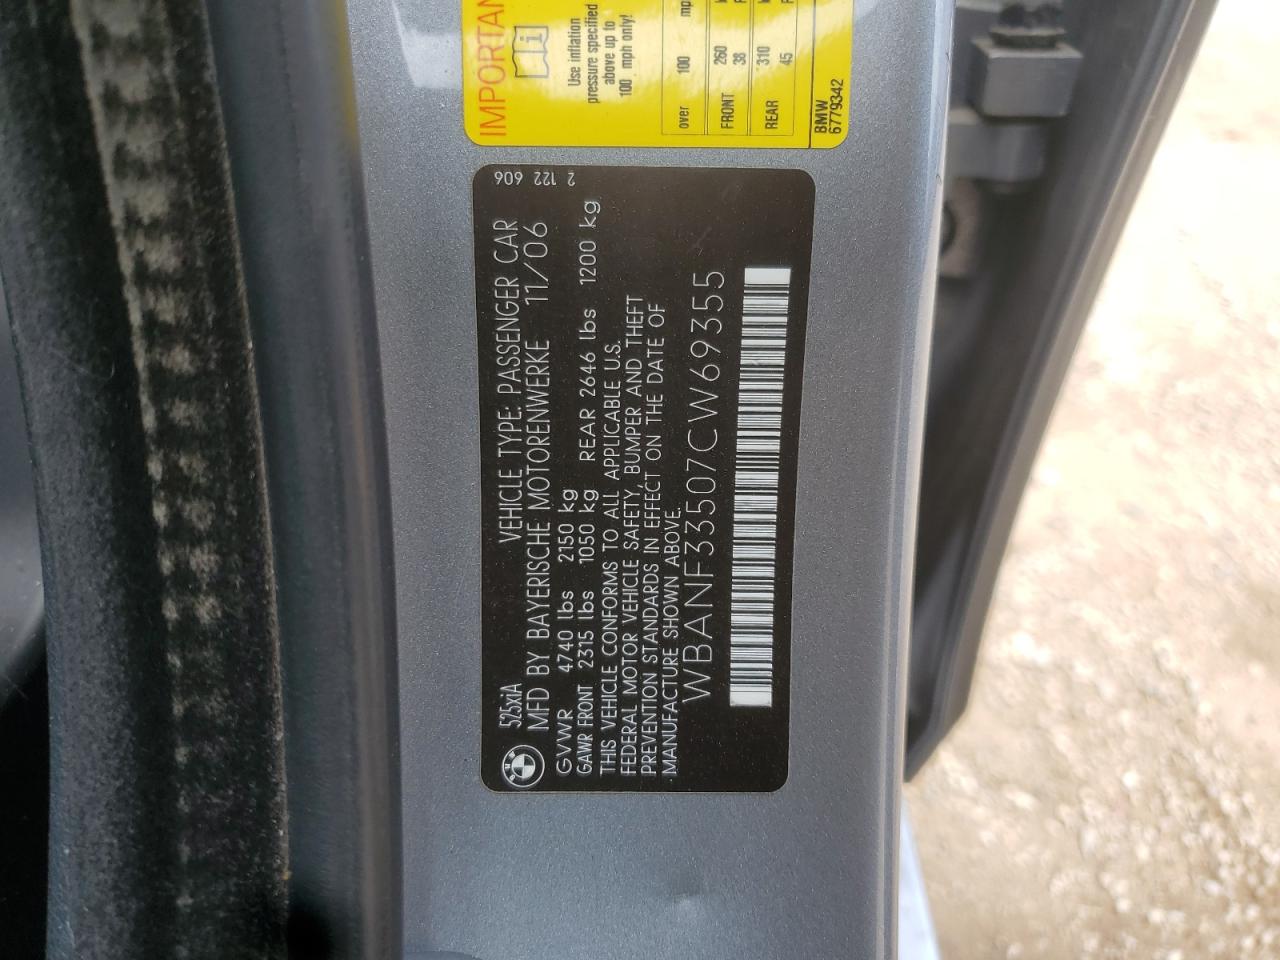 525xiA VEHICLE TYPE: PASSENGER CAR
MFD BY BAYERISCHE MOTORENWERKE 11/06
GVWR 4740 lbs 2150 kg
GAWR FRONT 2315 lbs 1050 kg REAR 2646 lbs 1200 kg
THIS VEHICLE CONFORMS TO ALL APPLICABLE U.S.
FEDERAL MOTOR VEHICLE SAFETY, BUMPER AND THEFT
PREVENTION STANDARDS IN EFFECT ON THE DATE OF
MANUFACTURE SHOWN ABOVE.
WBANF33507CW69355
2 122 606
BMW
IMPORTAN
Use inflation
pressure specified
above up to
100 mph only!
over 100 mp
FRONT 260
38
REAR 310
45
BMW
6779342